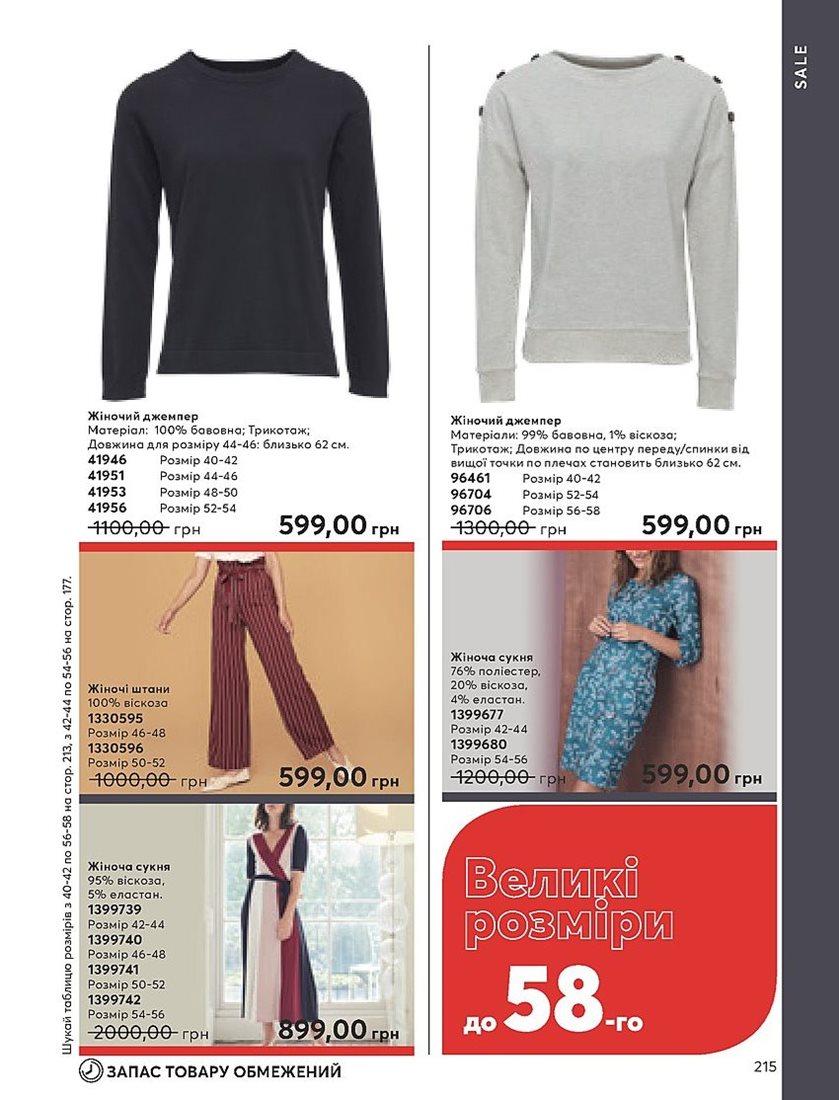 SALE
Жіночий джемпер
Матеріал: 100% бавовна; Трикотаж;
Довжина для розміру 44-46: близько 62 см.
41946 Розмір 40-42
41951 Розмір 44-46
41953 Розмір 48-50
41956 Розмір 52-54
1100,00 грн 599,00 грн
Жіночий джемпер
Матеріали: 99% бавовна, 1% віскоза;
Трикотаж; Довжина по центру переду/спинки від
вищої точки по плечах становить близько 62 см.
96461 Розмір 40-42
96704 Розмір 52-54
96706 Розмір 56-58
1300,00 грн 599,00 грн
Жіночі штани
100% віскоза
1330595
Розмір 46-48
1330596
Розмір 50-52
1000,00 грн 599,00 грн
Жіноча сукня
76% поліестер,
20% віскоза,
4% еластан.
1399677
Розмір 42-44
1399680
Розмір 54-56
1200,00 грн 599,00 грн
Жіноча сукня
95% віскоза,
5% еластан.
1399739
Розмір 42-44
1399740
Розмір 46-48
1399741
Розмір 50-52
1399742
Розмір 54-56
2000,00 грн 899,00 грн
Великі
розміри
до 58-го
Шукай таблицю розмірів з 40-42 по 56-58 на стор. 213, з 42-44 по 54-56 на стор. 177.
ЗАПАС ТОВАРУ ОБМЕЖЕНИЙ
215